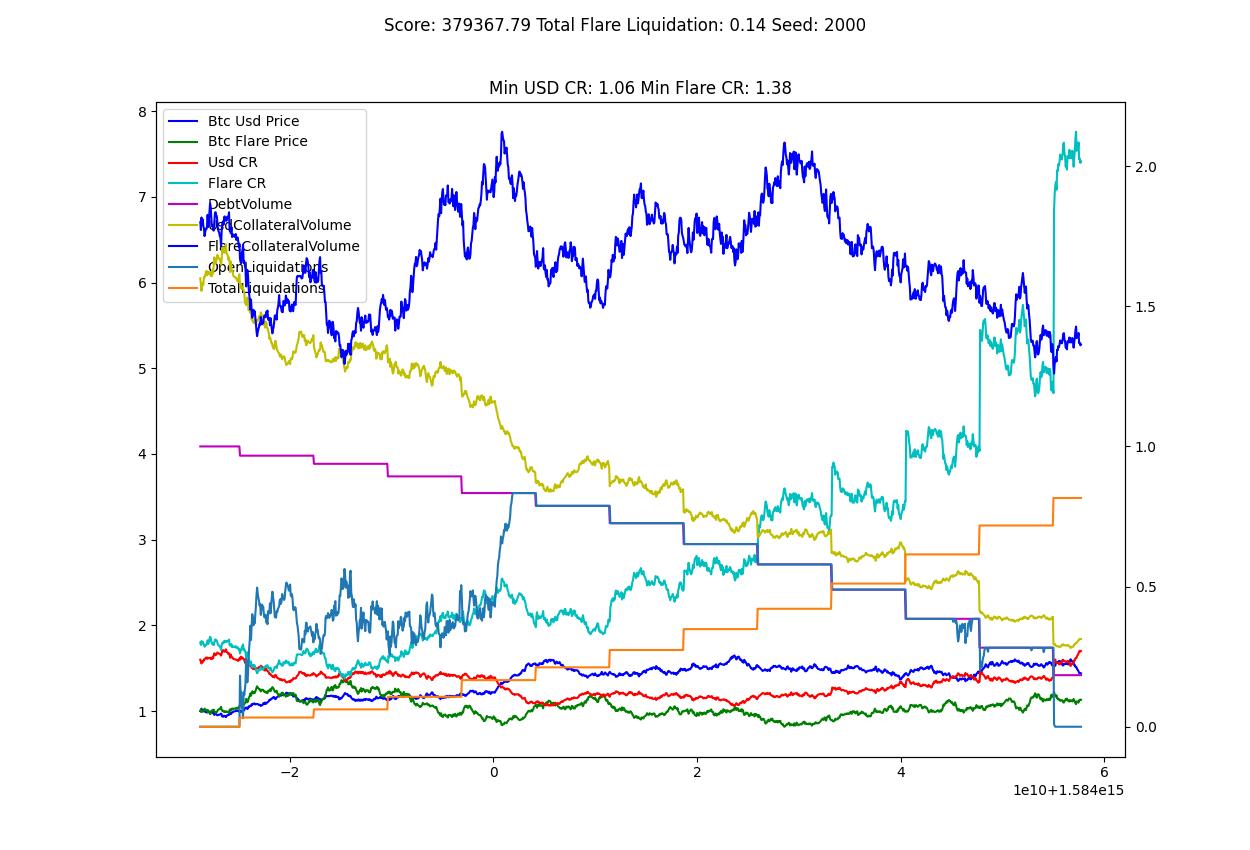 Score: 379367.79 Total Flare Liquidation: 0.14 Seed: 2000
Min USD CR: 1.06 Min Flare CR: 1.38
Btc Usd Price
Btc Flare Price
Usd CR
Flare CR
DebtVolume
UsdCollateralVolume
FlareCollateralVolume
OpenLiquidations
TotalLiquidations
8
7
6
5
4
3
2
1
2.0
1.5
1.0
0.5
0.0
−2
0
2
4
6
1e10+1.584e15